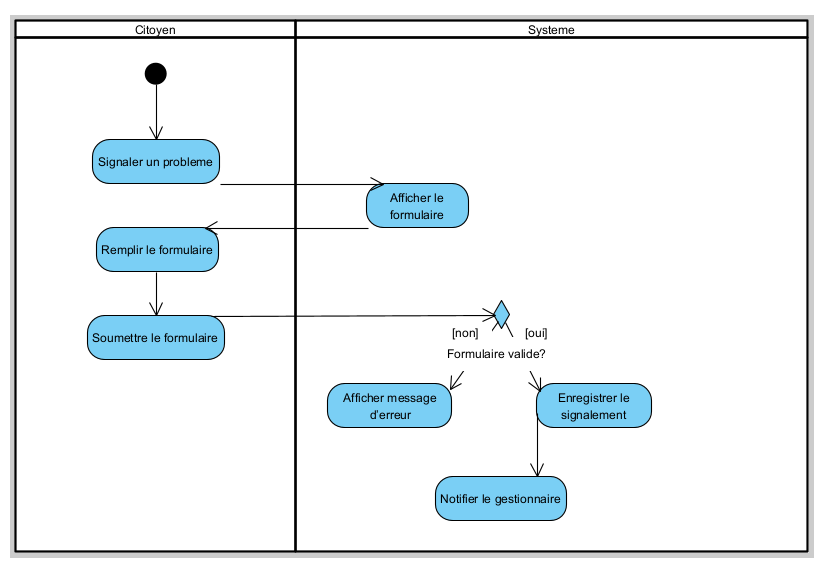 Citoyen
Systeme
Signaler un probleme
Afficher le
formulaire
Remplir le formulaire
Soumettre le formulaire
[non]
[oui]
Formulaire valide?
Afficher message
d'erreur
Enregistrer le
signalement
Notifier le gestionnaire